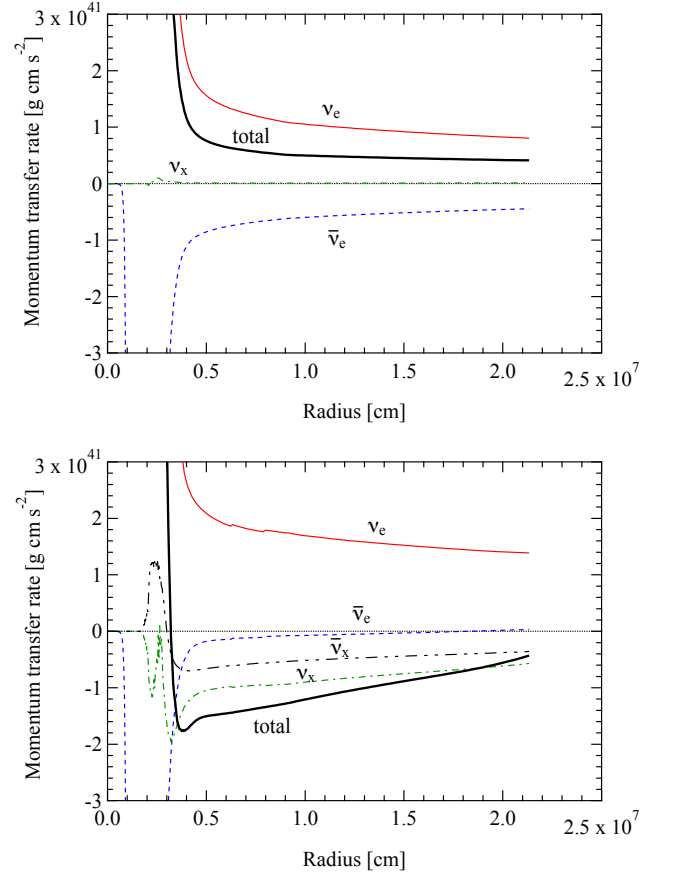 3 x 10^41
2
1
0
-1
-2
-3
Momentum transfer rate [g cm s^-2]
ν_e
total
ν_x
ν̄_e
0.0 0.5 1.0 1.5 2.0 2.5 x 10^7
Radius [cm]
3 x 10^41
2
1
0
-1
-2
-3
Momentum transfer rate [g cm s^-2]
ν_e
ν̄_e
ν̄_x
ν_x
total
0.0 0.5 1.0 1.5 2.0 2.5 x 10^7
Radius [cm]